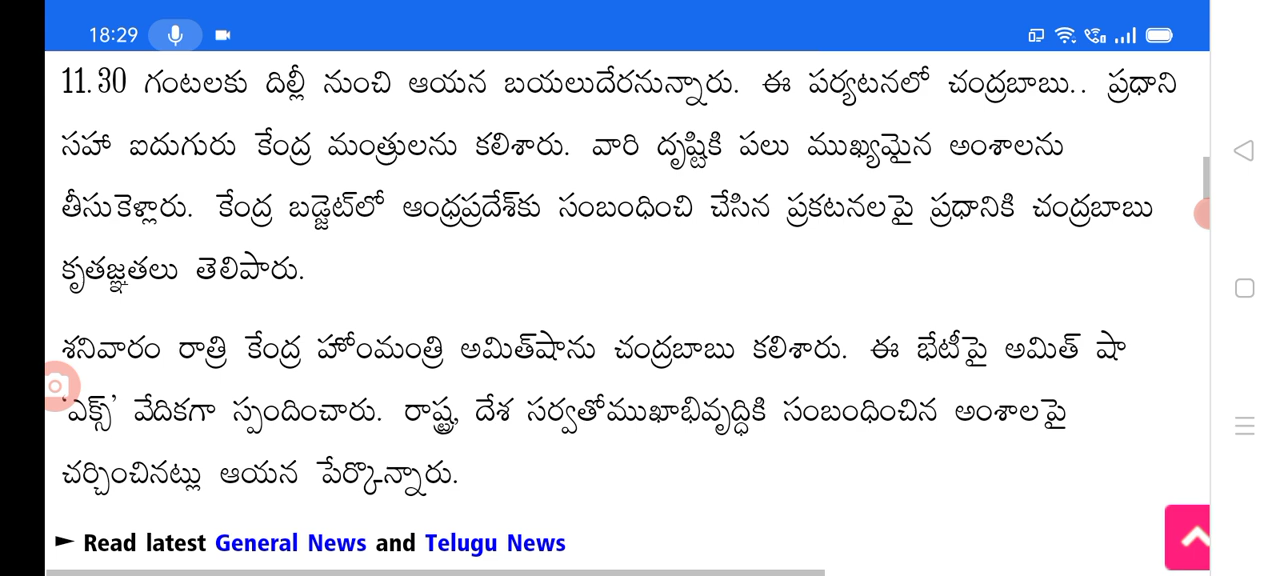 18:29
11.30 గంటలకు దిల్లీ నుంచి ఆయన బయలుదేరనున్నారు. ఈ పర్యటనలో చంద్రబాబు.. ప్రధాని
సహా ఐదుగురు కేంద్ర మంత్రులను కలిశారు. వారి దృష్టికి పలు ముఖ్యమైన అంశాలను
తీసుకెళ్లారు. కేంద్ర బడ్జెట్‌లో ఆంధ్రప్రదేశ్‌కు సంబంధించి చేసిన ప్రకటనలపై ప్రధానికి చంద్రబాబు
కృతజ్ఞతలు తెలిపారు.
శనివారం రాత్రి కేంద్ర హోంమంత్రి అమిత్‌షాను చంద్రబాబు కలిశారు. ఈ భేటీపై అమిత్ షా
‘ఎక్స్’ వేదికగా స్పందించారు. రాష్ట్ర, దేశ సర్వతోముఖాభివృద్ధికి సంబంధించిన అంశాలపై
చర్చించినట్లు ఆయన పేర్కొన్నారు.
► Read latest General News and Telugu News